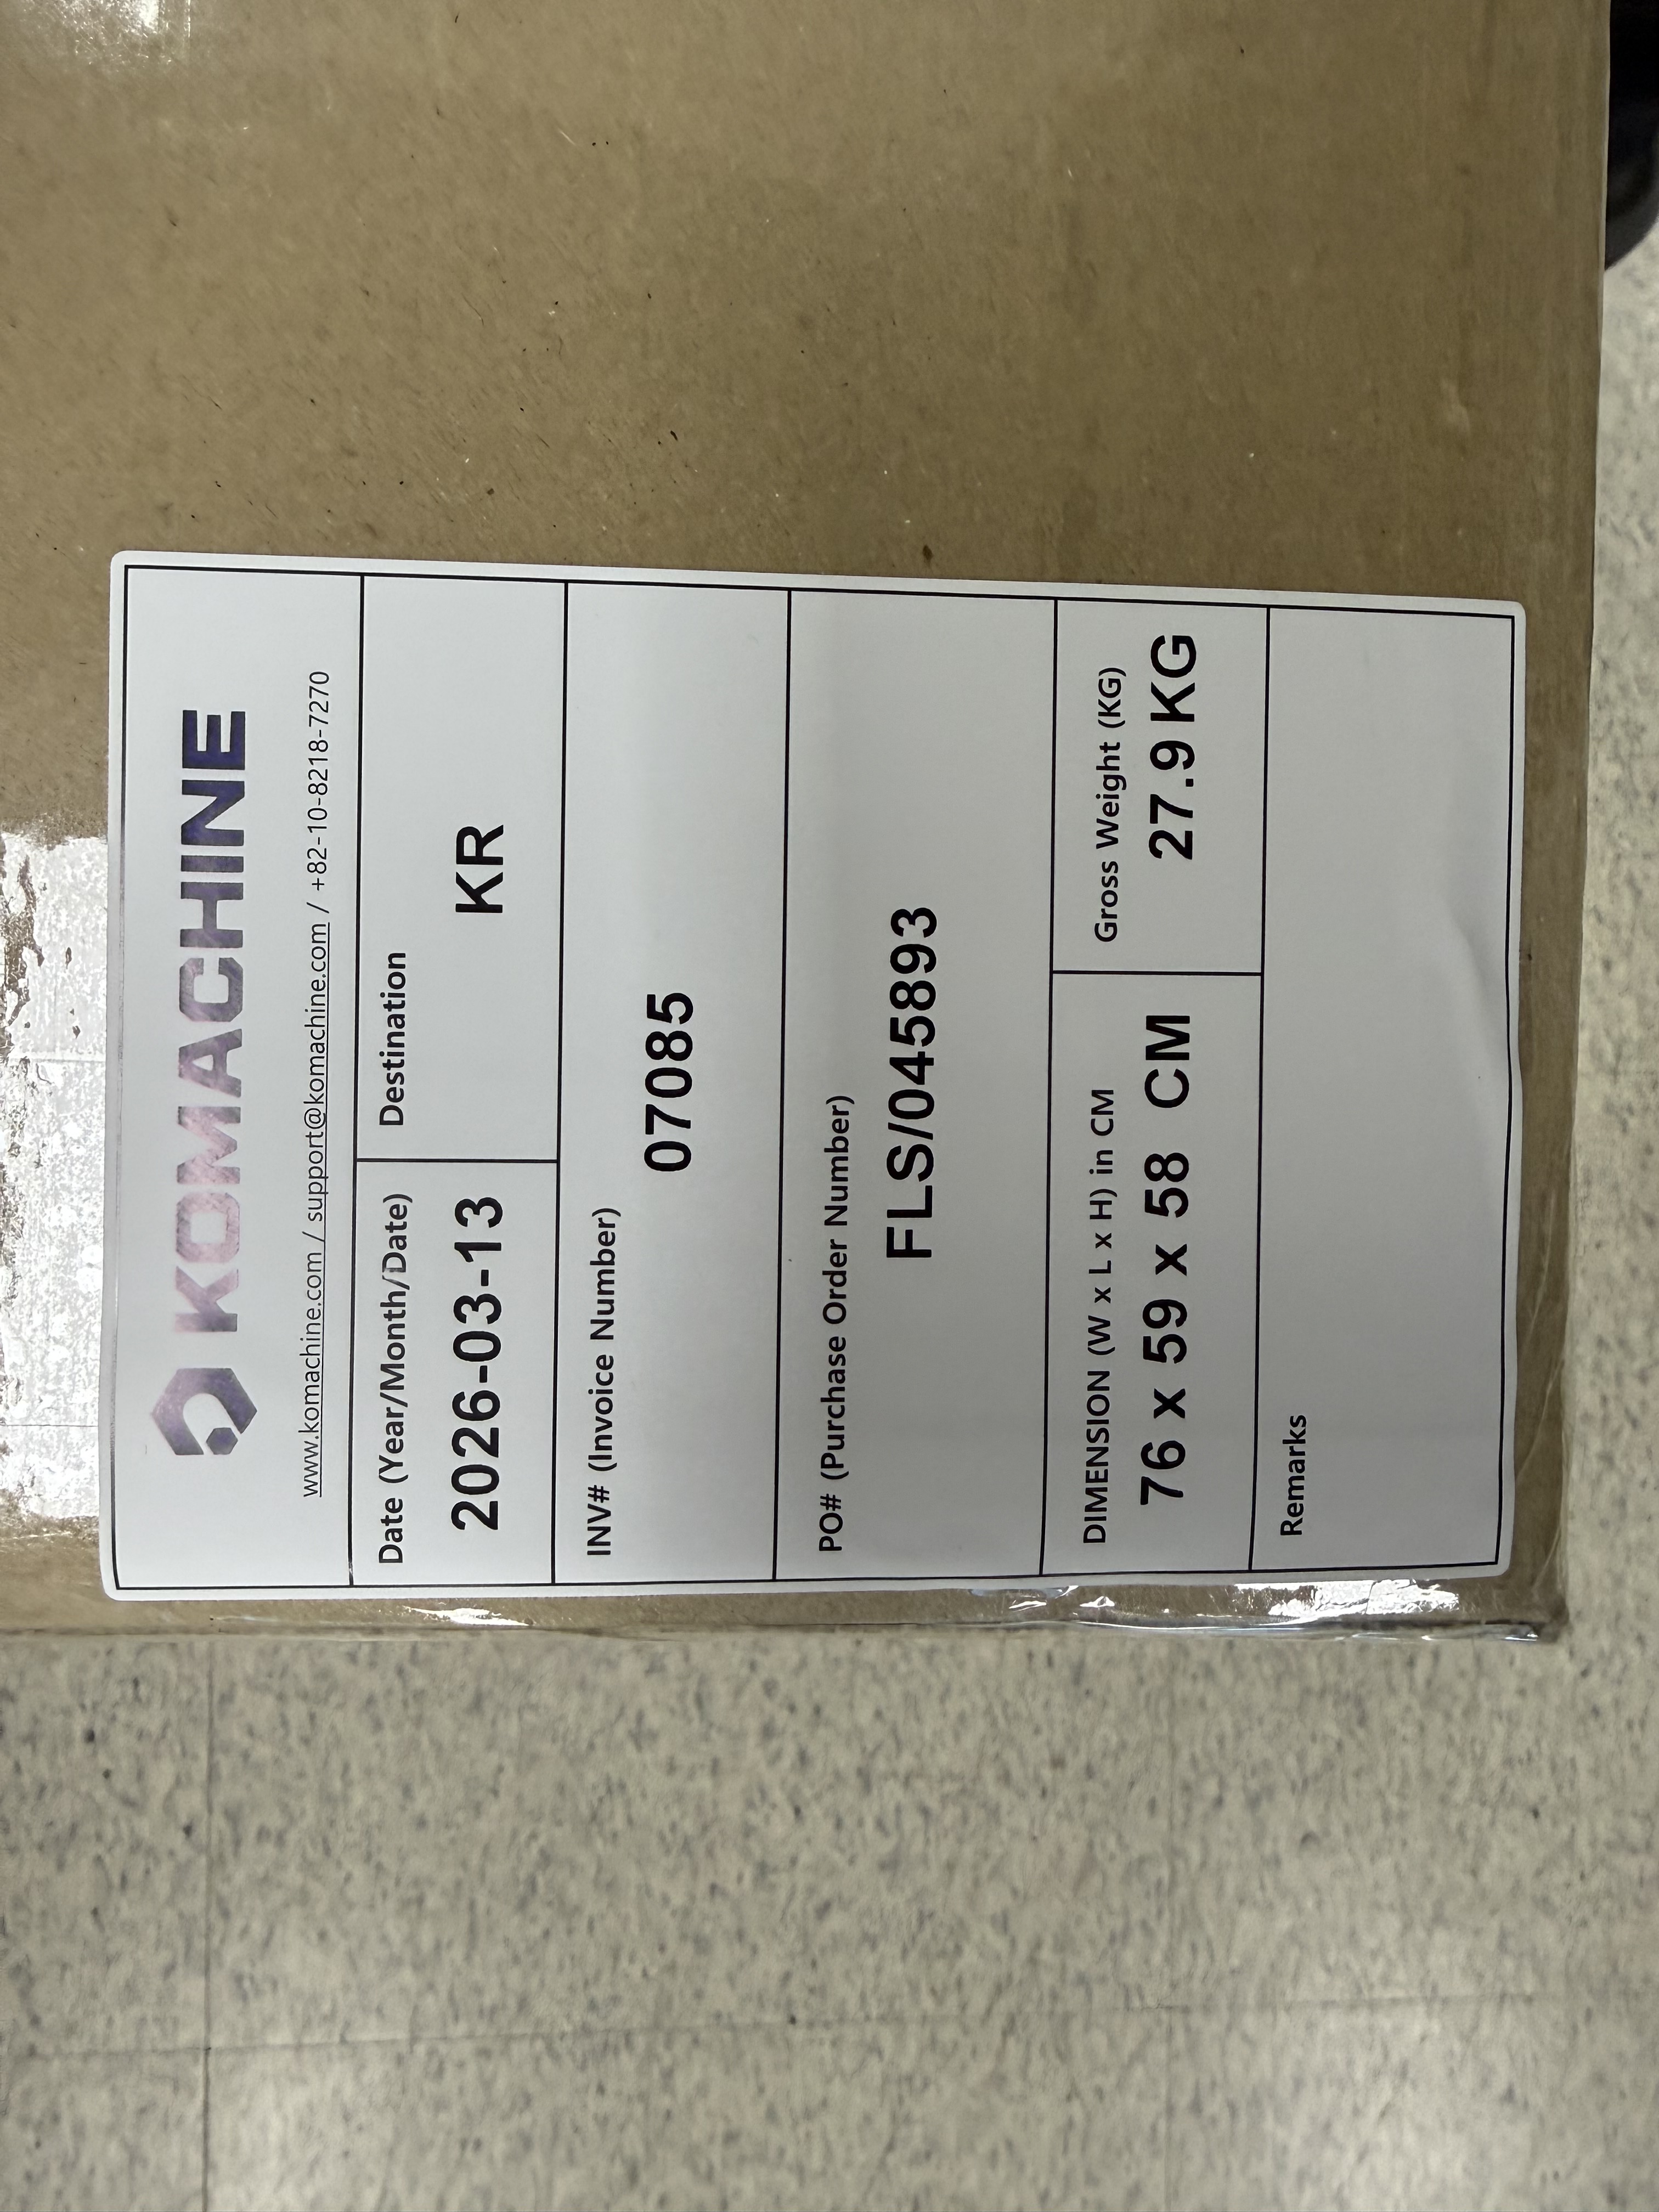 KOMACHINE
www.komachine.com / support@komachine.com / +82-10-8218-7270
Date (Year/Month/Date)
2026-03-13
Destination
KR
INV# (Invoice Number)
07085
PO# (Purchase Order Number)
FLS/045893
DIMENSION (W x L x H) in CM
76 x 59 x 58 CM
Gross Weight (KG)
27.9 KG
Remarks